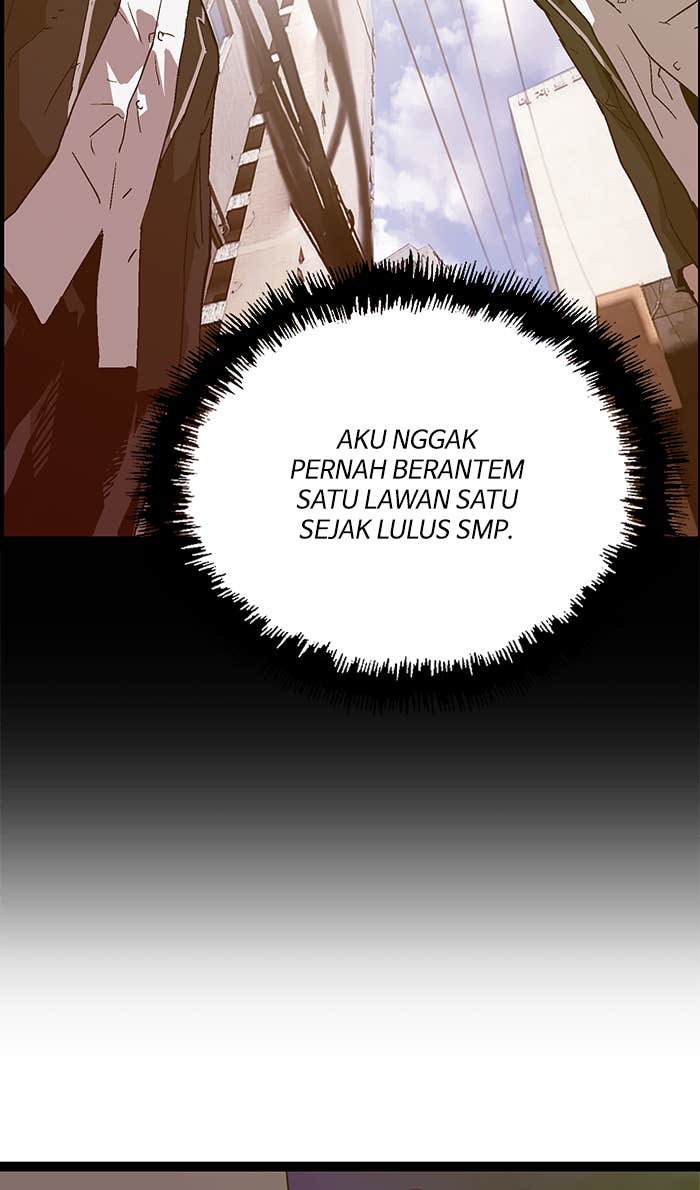 AKU NGGAK
PERNAH BERANTEM
SATU LAWAN SATU
SEJAK LULUS SMP.